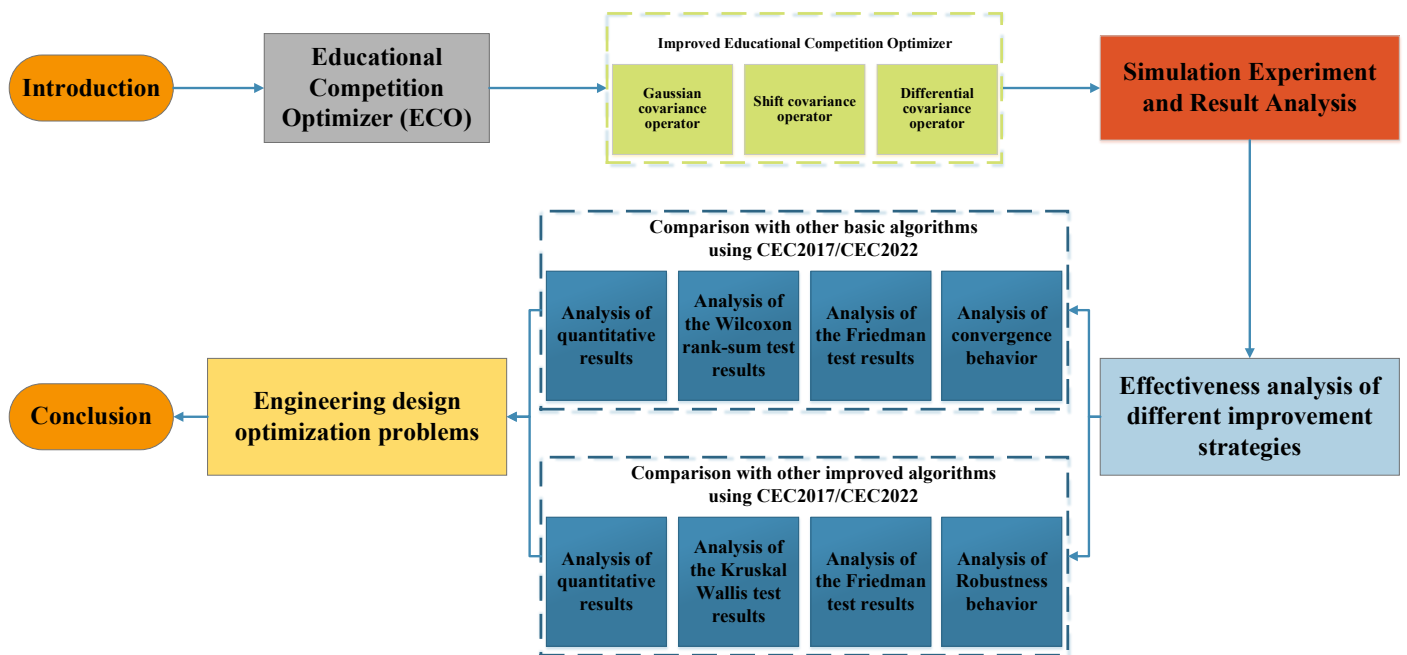 Introduction
Educational
Competition
Optimizer (ECO)
Improved Educational Competition Optimizer
Gaussian
covariance
operator
Shift covariance
operator
Differential
covariance
operator
Simulation Experiment
and Result Analysis
Comparison with other basic algorithms
using CEC2017/CEC2022
Analysis of
quantitative
results
Analysis of
the Wilcoxon
rank-sum test
results
Analysis of
the Friedman
test results
Analysis of
convergence
behavior
Effectiveness analysis of
different improvement
strategies
Engineering design
optimization problems
Conclusion
Comparison with other improved algorithms
using CEC2017/CEC2022
Analysis of
quantitative
results
Analysis of
the Kruskal
Wallis test
results
Analysis of
the Friedman
test results
Analysis of
Robustness
behavior